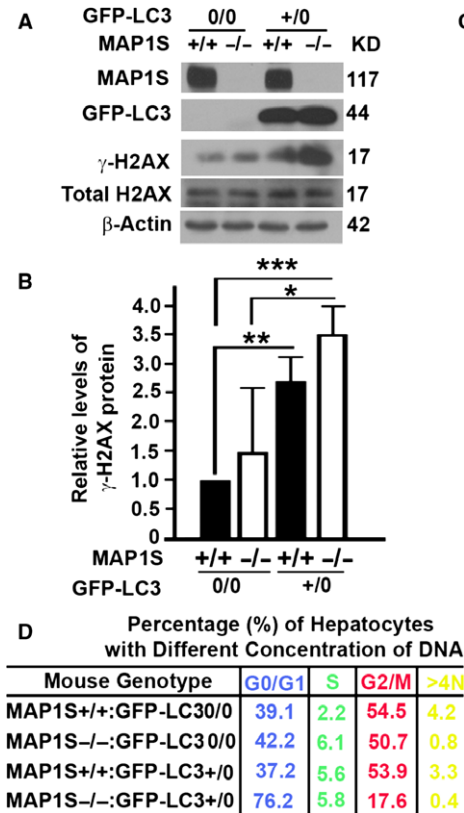 A
GFP-LC3 0/0 +/0
MAP1S +/+ −/− +/+ −/− KD
MAP1S 117
GFP-LC3 44
γ-H2AX 17
Total H2AX 17
β-Actin 42
C
B
Relative levels of
γ-H2AX protein
4.0
3.5
3.0
2.5
2.0
1.5
1.0
0.5
0
***
*
**
MAP1S +/+ −/− +/+ −/−
GFP-LC3 0/0 +/0
D
Percentage (%) of Hepatocytes
with Different Concentration of DNA
Mouse Genotype G0/G1 S G2/M >4N
MAP1S+/+:GFP-LC30/0 39.1 2.2 54.5 4.2
MAP1S−/−:GFP-LC3 0/0 42.2 6.1 50.7 0.8
MAP1S+/+:GFP-LC3+/0 37.2 5.6 53.9 3.3
MAP1S−/−:GFP-LC3+/0 76.2 5.8 17.6 0.4